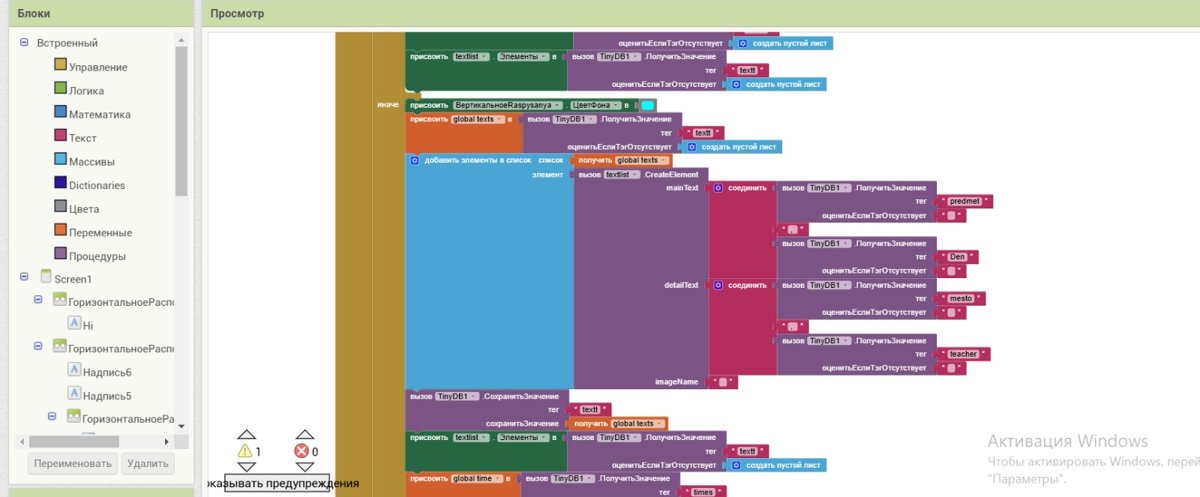 Блоки
Просмотр
Встроенный
Управление
Логика
Математика
Текст
Массивы
Dictionaries
Цвета
Переменные
Процедуры
Screen1
ГоризонтальноеРаспо
Hi
ГоризонтальноеРаспо
Надпись6
Надпись5
ГоризонтальноеРа
Переименовать Удалить
оценитьЕслиТэгОтсутствует создать пустой лист
присвоить textlist . Элементы в вызов TinyDB1 .ПолучитьЗначение
тег " textt "
оценитьЕслиТэгОтсутствует создать пустой лист
иначе присвоить ВертикальноеRaspysanya . ЦветФона в
присвоить global texts в вызов TinyDB1 .ПолучитьЗначение
тег " textt "
оценитьЕслиТэгОтсутствует создать пустой лист
добавить элементы в список список получить global texts
элемент вызов textlist .CreateElement
mainText соединить вызов TinyDB1 .ПолучитьЗначение
тег " predmet "
оценитьЕслиТэгОтсутствует " "
" , "
вызов TinyDB1 .ПолучитьЗначение
тег " Den "
оценитьЕслиТэгОтсутствует " "
detailText соединить вызов TinyDB1 .ПолучитьЗначение
тег " mesto "
оценитьЕслиТэгОтсутствует " "
" , "
вызов TinyDB1 .ПолучитьЗначение
тег " teacher "
оценитьЕслиТэгОтсутствует " "
imageName " "
вызов TinyDB1 .СохранитьЗначение
тег " textt "
сохранитьЗначение получить global texts
присвоить textlist . Элементы в вызов TinyDB1 .ПолучитьЗначение
тег " textt "
оценитьЕслиТэгОтсутствует создать пустой лист
присвоить global time в вызов TinyDB1 .ПолучитьЗначение
тег " times "
1 0
оказывать предупреждения
Активация Windows
Чтобы активировать Windows, перей
"Параметры".